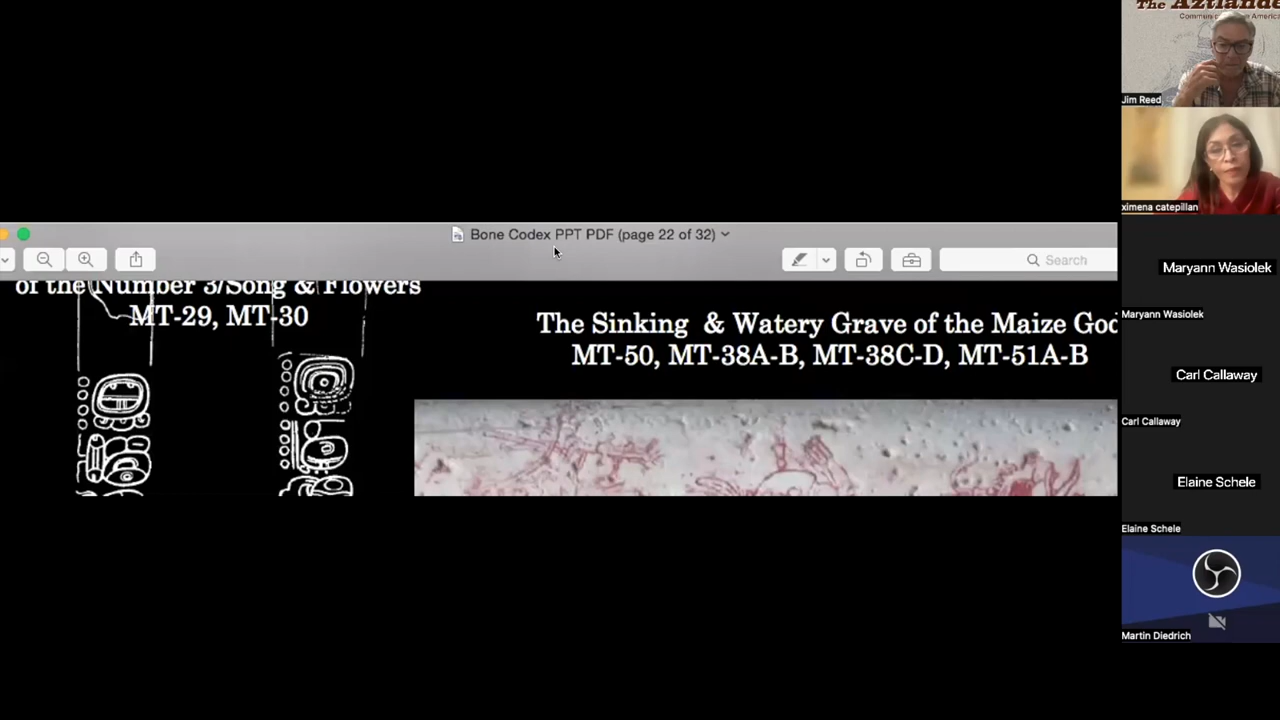 The Aztlande
Jim Reed
ximena catepillan
Bone Codex PPT PDF (page 22 of 32)
Search
of the Number 3/Song & Flowers
MT-29, MT-30
The Sinking & Watery Grave of the Maize God
MT-50, MT-38A-B, MT-38C-D, MT-51A-B
Maryann Wasiolek
Maryann Wasiolek
Carl Callaway
Carl Callaway
Elaine Schele
Elaine Schele
Martin Diedrich